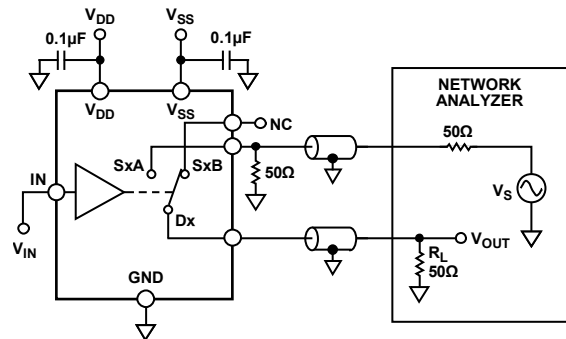 VDD
VSS
0.1µF
0.1µF
VDD
VSS
NC
NETWORK
ANALYZER
50Ω
SxA
SxB
50Ω
IN
VS
Dx
VOUT
VIN
RL
50Ω
GND